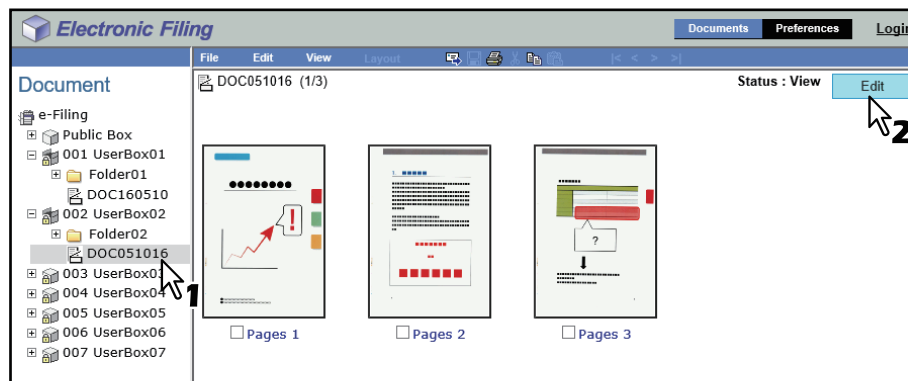 Electronic Filing
Documents Preferences Login
File Edit View Layout |< < > >|
Document
DOC051016 (1/3) Status : View Edit
2
e-Filing
Public Box
001 UserBox01
Folder01
DOC160510
002 UserBox02
Folder02
DOC051016
1
003 UserBox03
004 UserBox04
005 UserBox05
006 UserBox06
007 UserBox07
!
?
Pages 1 Pages 2 Pages 3